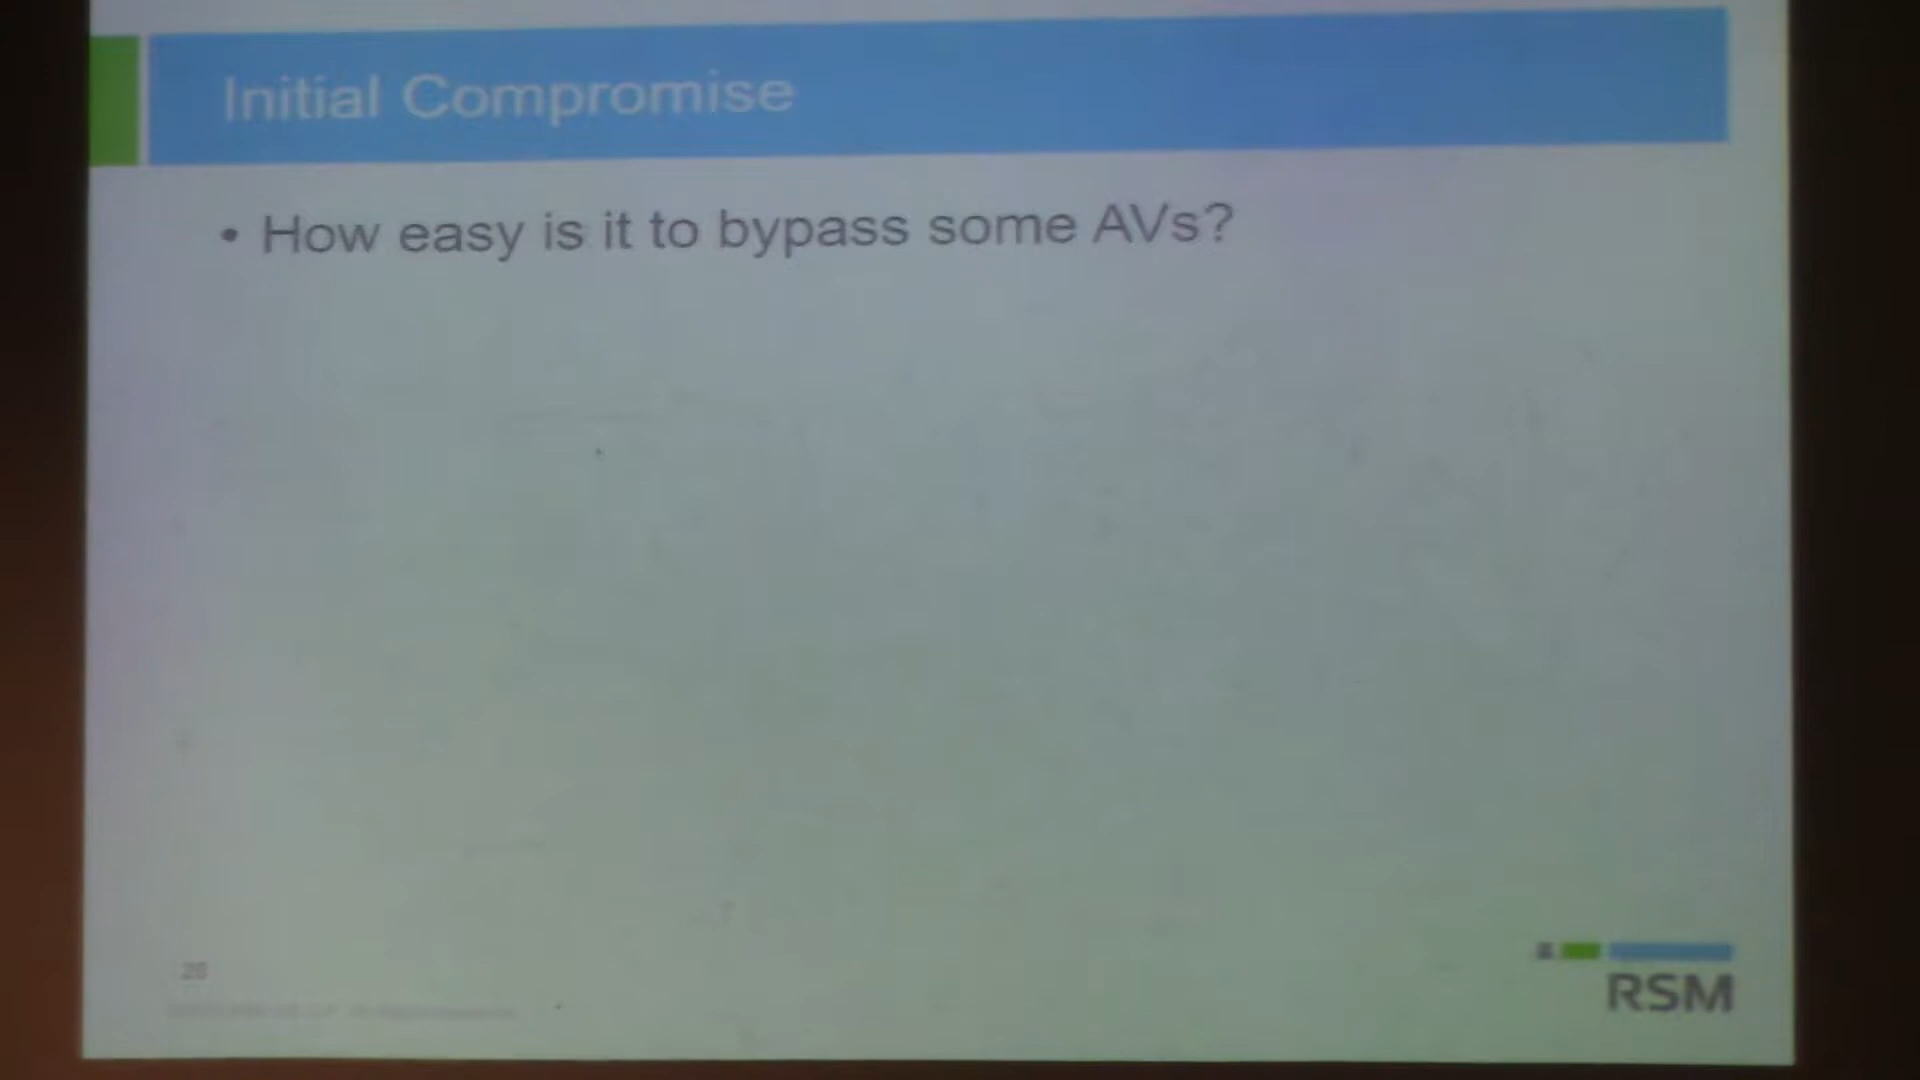 Initial Compromise
• How easy is it to bypass some AVs?
RSM